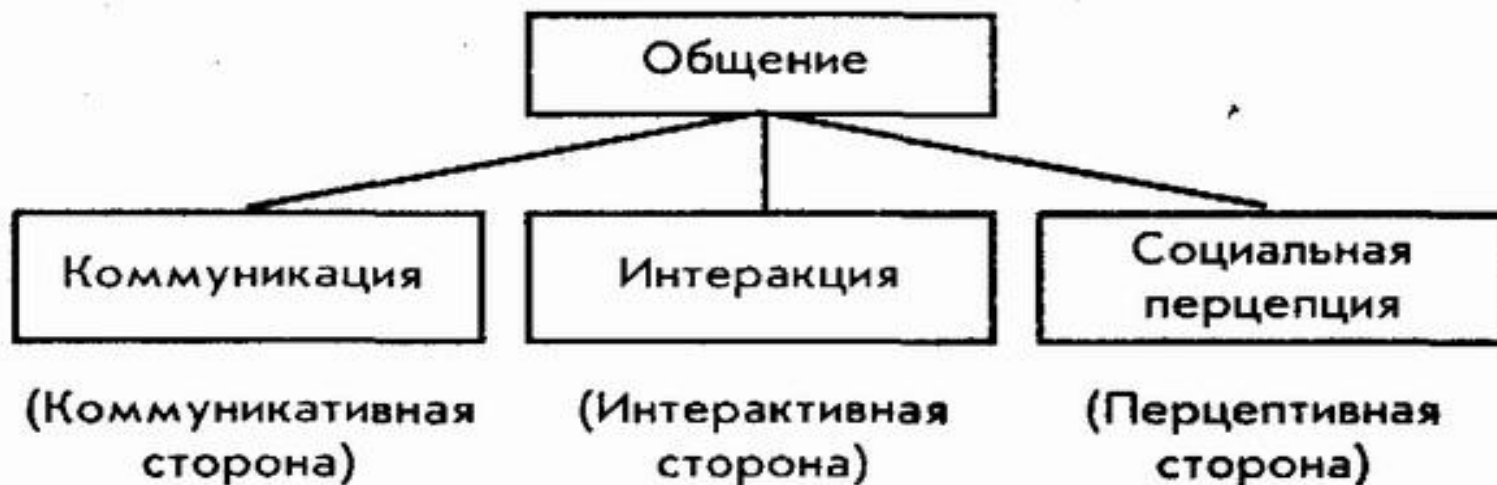 Общение
Коммуникация
Интеракция
Социальная
перцепция
(Коммуникативная
сторона)
(Интерактивная
сторона)
(Перцептивная
сторона)